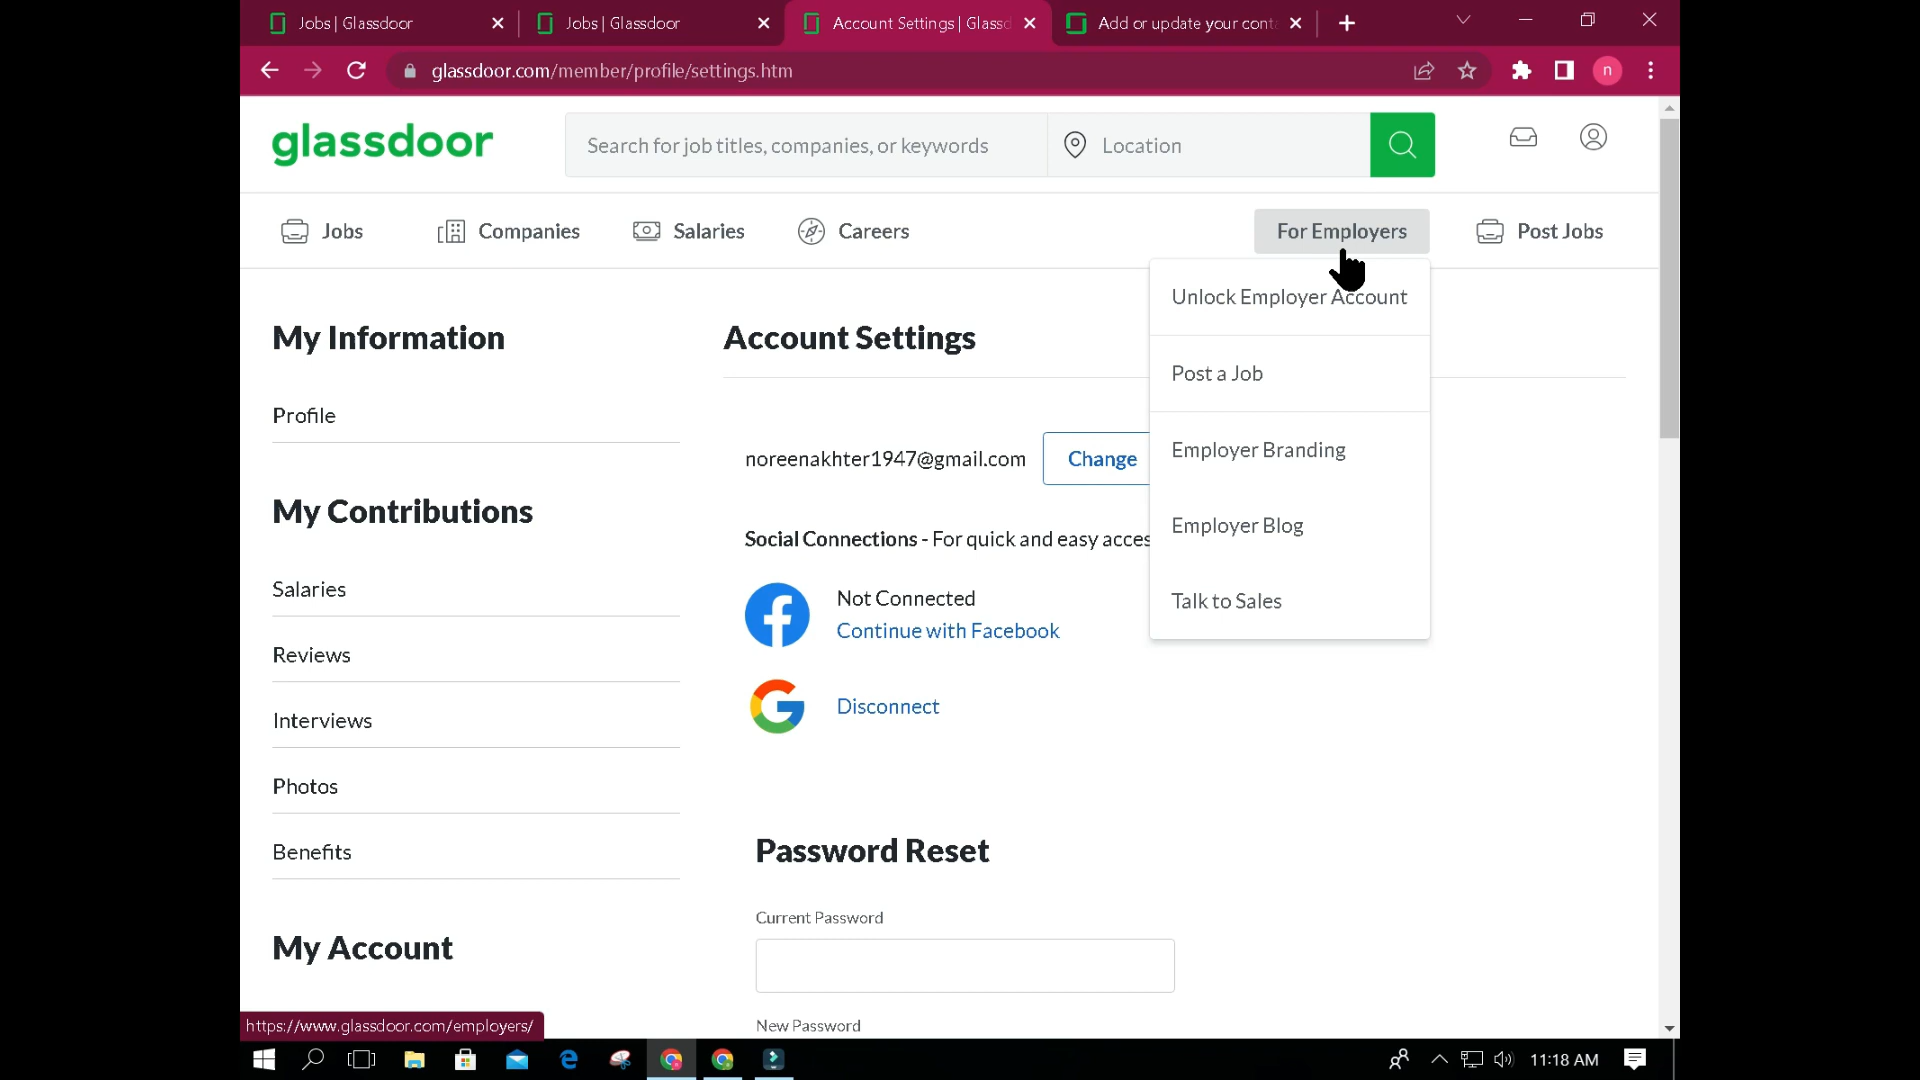 Jobs | Glassdoor
Jobs | Glassdoor
Account Settings | Glassd
Add or update your conta
glassdoor.com/member/profile/settings.htm
n
glassdoor
Search for job titles, companies, or keywords
Location
Jobs
Companies
Salaries
Careers
For Employers
Post Jobs
Unlock Employer Account
Post a Job
Employer Branding
Employer Blog
Talk to Sales
My Information
Profile
My Contributions
Salaries
Reviews
Interviews
Photos
Benefits
My Account
Account Settings
noreenakhter1947@gmail.com
Change
Social Connections - For quick and easy acces
Not Connected
Continue with Facebook
Disconnect
Password Reset
Current Password
New Password
https://www.glassdoor.com/employers/
11:18 AM